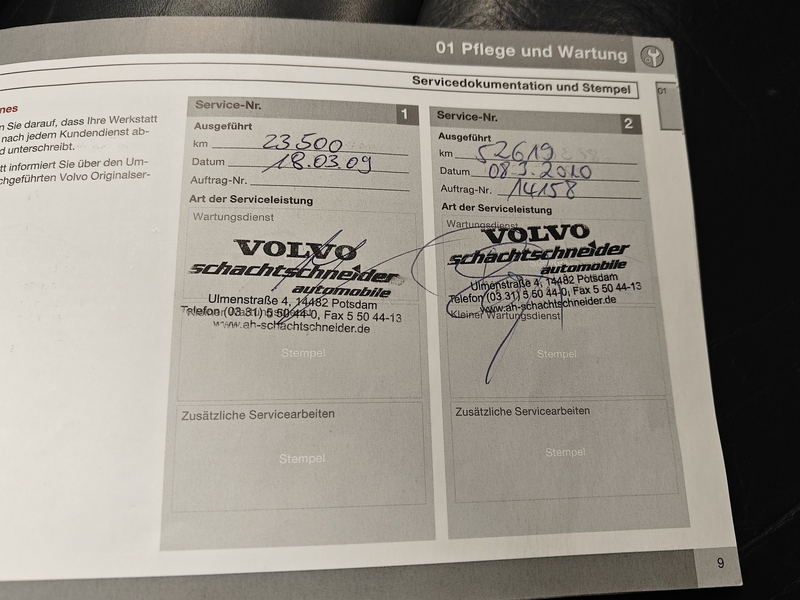 01 Pflege und Wartung
Servicedokumentation und Stempel
01
nes
n Sie darauf, dass Ihre Werkstatt
nach jedem Kundendienst ab-
d unterschreibt.
tt informiert Sie über den Um-
chgeführten Volvo Originalser-
Service-Nr. 1
Ausgeführt
km 23.500
Datum 18.03.09
Auftrag-Nr.
Art der Serviceleistung
Wartungsdienst
VOLVO
schachtschneider
automobile
Ulmenstraße 4, 14482 Potsdam
Telefon (03 31) 5 50 44-0, Fax 5 50 44-13
www.ah-schachtschneider.de
Stempel
Zusätzliche Servicearbeiten
Stempel
Service-Nr. 2
Ausgeführt
km 52619
Datum 08.3.2010
Auftrag-Nr. 14158
Art der Serviceleistung
Wartungsdienst
VOLVO
schachtschneider
automobile
Ulmenstraße 4, 14482 Potsdam
Telefon (03 31) 5 50 44-0, Fax 5 50 44-13
www.ah-schachtschneider.de
Kleiner Wartungsdienst
Stempel
Zusätzliche Servicearbeiten
Stempel
9